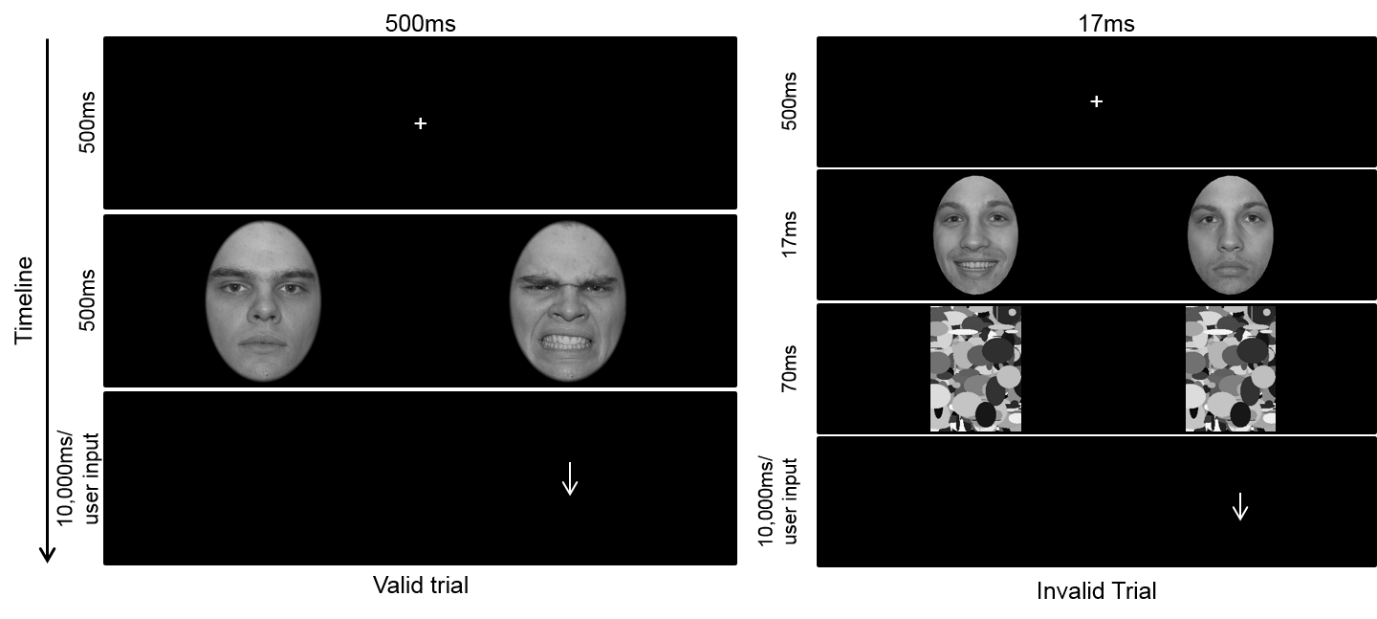 500ms
17ms
Timeline
500ms
+
500ms
10,000ms/
user input
Valid trial
500ms
+
17ms
70ms
10,000ms/
user input
Invalid Trial